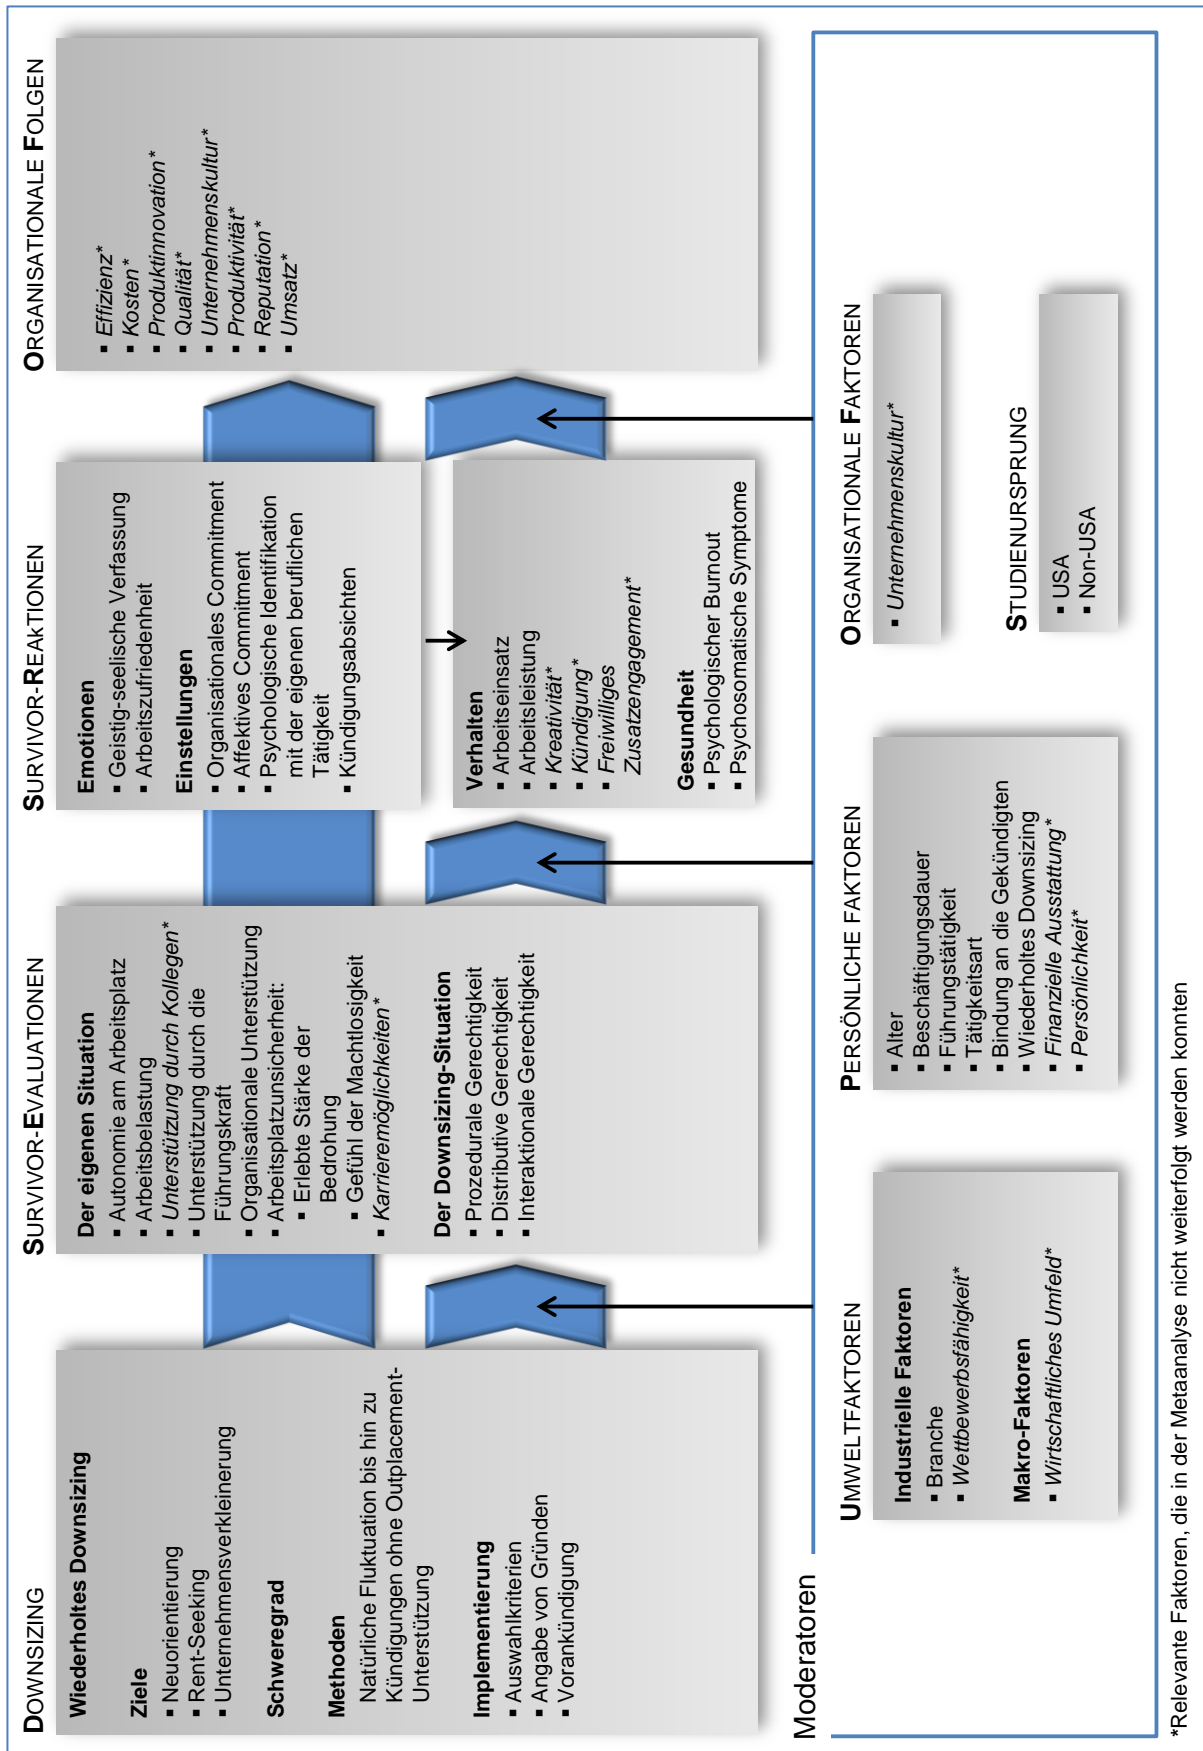 DOWNSIZING
Wiederholtes Downsizing
Ziele
▪ Neuorientierung
▪ Rent-Seeking
▪ Unternehmensverkleinerung
Schweregrad
Methoden
Natürliche Fluktuation bis hin zu
Kündigungen ohne Outplacement-
Unterstützung
Implementierung
▪ Auswahlkriterien
▪ Angabe von Gründen
▪ Vorankündigung
SURVIVOR-EVALUATIONEN
Der eigenen Situation
▪ Autonomie am Arbeitsplatz
▪ Arbeitsbelastung
▪ Unterstützung durch Kollegen*
▪ Unterstützung durch die
Führungskraft
▪ Organisationale Unterstützung
▪ Arbeitsplatzunsicherheit:
▪ Erlebte Stärke der
Bedrohung
▪ Gefühl der Machtlosigkeit
▪ Karrieremöglichkeiten*
Der Downsizing-Situation
▪ Prozedurale Gerechtigkeit
▪ Distributive Gerechtigkeit
▪ Interaktionale Gerechtigkeit
SURVIVOR-REAKTIONEN
Emotionen
▪ Geistig-seelische Verfassung
▪ Arbeitszufriedenheit
Einstellungen
▪ Organisationales Commitment
▪ Affektives Commitment
▪ Psychologische Identifikation
mit der eigenen beruflichen
Tätigkeit
▪ Kündigungsabsichten
Verhalten
▪ Arbeitseinsatz
▪ Arbeitsleistung
▪ Kreativität*
▪ Kündigung*
▪ Freiwilliges
Zusatzengagement*
Gesundheit
▪ Psychologischer Burnout
▪ Psychosomatische Symptome
ORGANISATIONALE FOLGEN
▪ Effizienz*
▪ Kosten*
▪ Produktinnovation*
▪ Qualität*
▪ Unternehmenskultur*
▪ Produktivität*
▪ Reputation*
▪ Umsatz*
Moderatoren
UMWELTFAKTOREN
Industrielle Faktoren
▪ Branche
▪ Wettbewerbsfähigkeit*
Makro-Faktoren
▪ Wirtschaftliches Umfeld*
PERSÖNLICHE FAKTOREN
▪ Alter
▪ Beschäftigungsdauer
▪ Führungstätigkeit
▪ Tätigkeitsart
▪ Bindung an die Gekündigten
▪ Wiederholtes Downsizing
▪ Finanzielle Ausstattung*
▪ Persönlichkeit*
ORGANISATIONALE FAKTOREN
▪ Unternehmenskultur*
STUDIENURSPRUNG
▪ USA
▪ Non-USA
*Relevante Faktoren, die in der Metaanalyse nicht weiterfolgt werden konnten